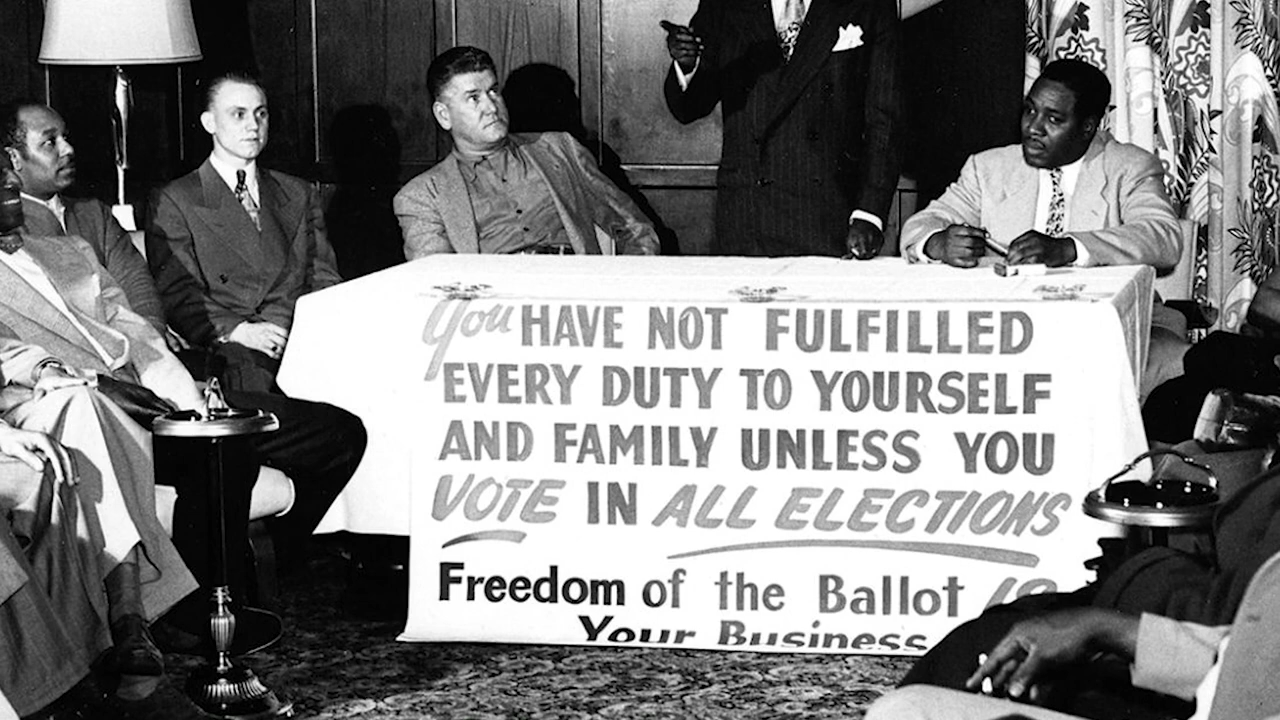 You HAVE NOT FULFILLED
EVERY DUTY TO YOURSELF
AND FAMILY UNLESS YOU
VOTE IN ALL ELECTIONS
Freedom of the Ballot IS
Your Business